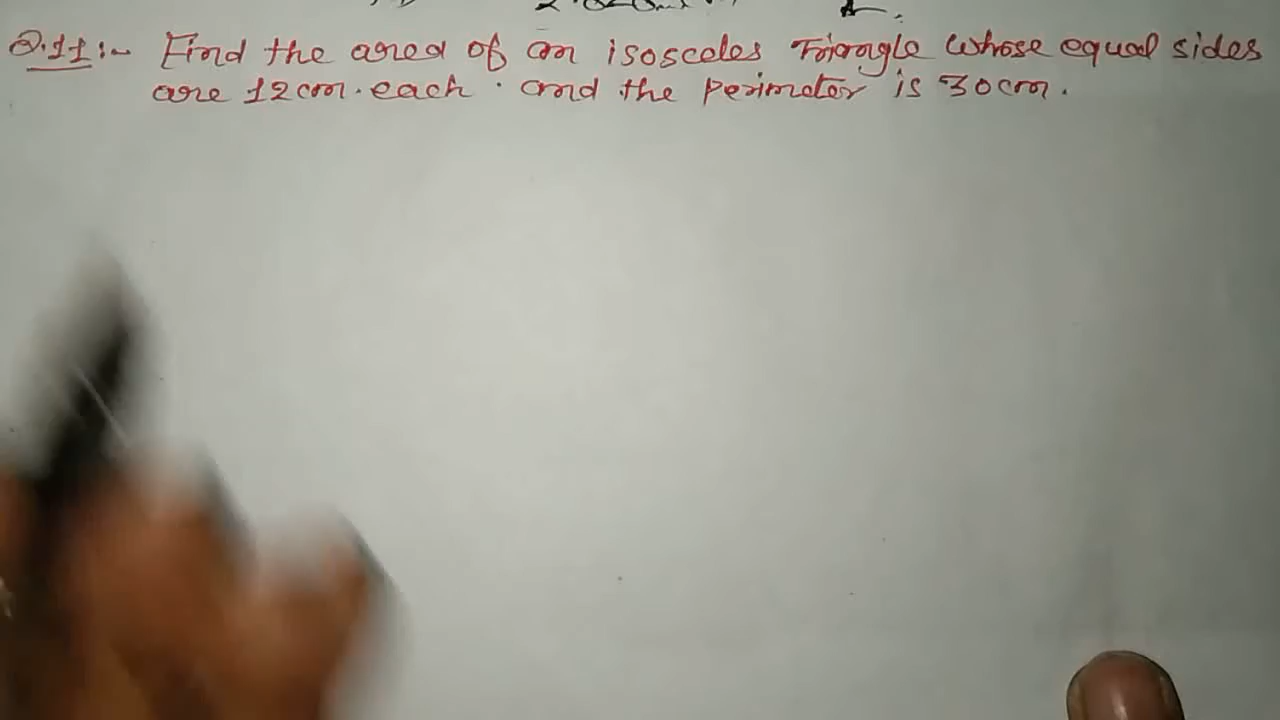 Q.11:- Find the area of an isosceles Triangle whose equal sides
are 12cm. each. and the perimeter is 30cm.